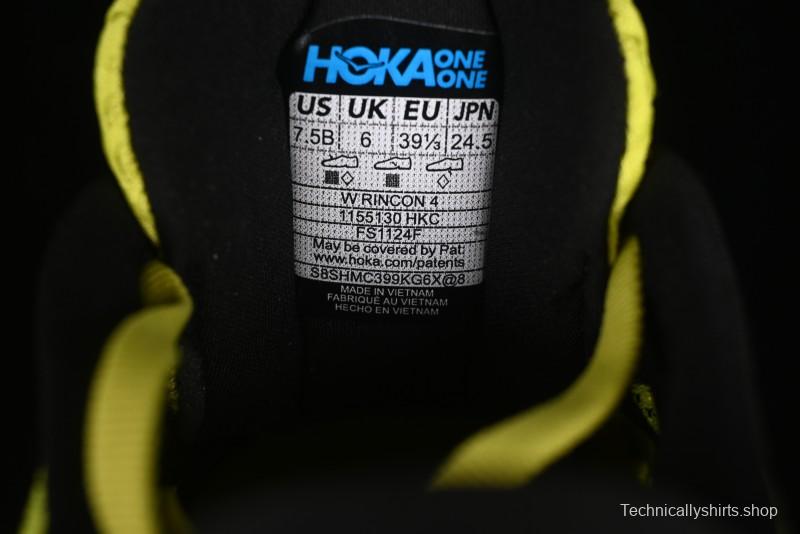 HOKA ONE ONE
US UK EU JPN
7.5B 6 39⅓ 24.5
W RINCON 4
1155130 HKC
FS1124F
May be covered by Pat.
www.hoka.com/patents
S8SHMC399KG6X@8
MADE IN VIETNAM
FABRIQUÉ AU VIETNAM
HECHO EN VIETNAM
Technicallyshirts.shop